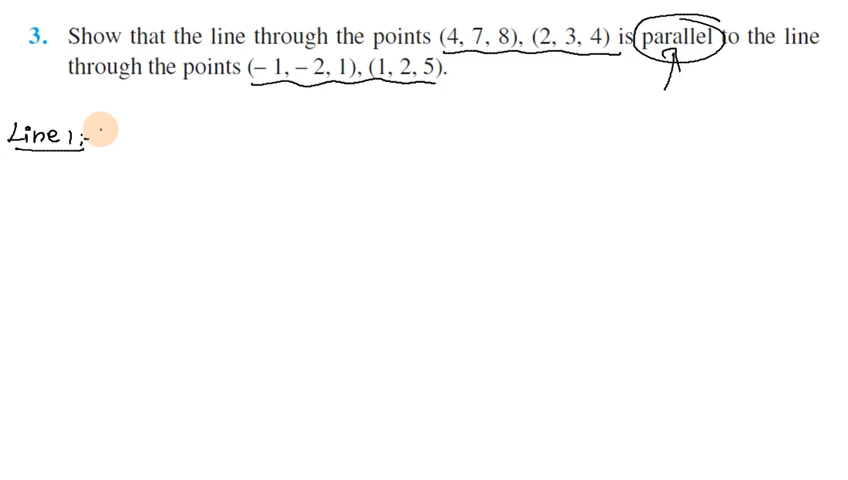 3. Show that the line through the points (4, 7, 8), (2, 3, 4) is parallel to the line
through the points (– 1, – 2, 1), (1, 2, 5).
Line 1:-